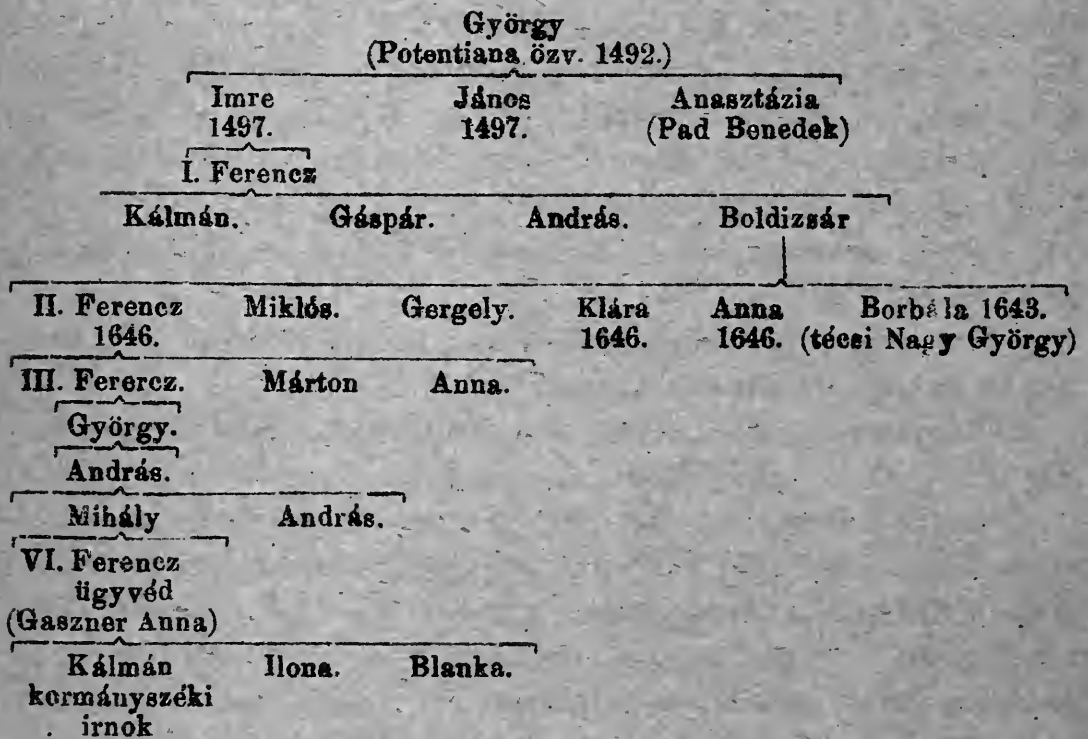 György
(Potentiana özv. 1492.)
Imre János Anasztázia
1497. 1497. (Pad Benedek)
I. Ferencz
Kálmán. Gáspár. András. Boldizsár
II. Ferencz Miklós. Gergely. Klára Anna Borbála 1643.
1646. 1646. 1646. (técsi Nagy György)
III. Ferercz. Márton Anna.
György.
András.
Mihály András.
VI. Ferencz
ügyvéd
(Gaszner Anna)
Kálmán Ilona. Blanka.
kormányszéki
irnok